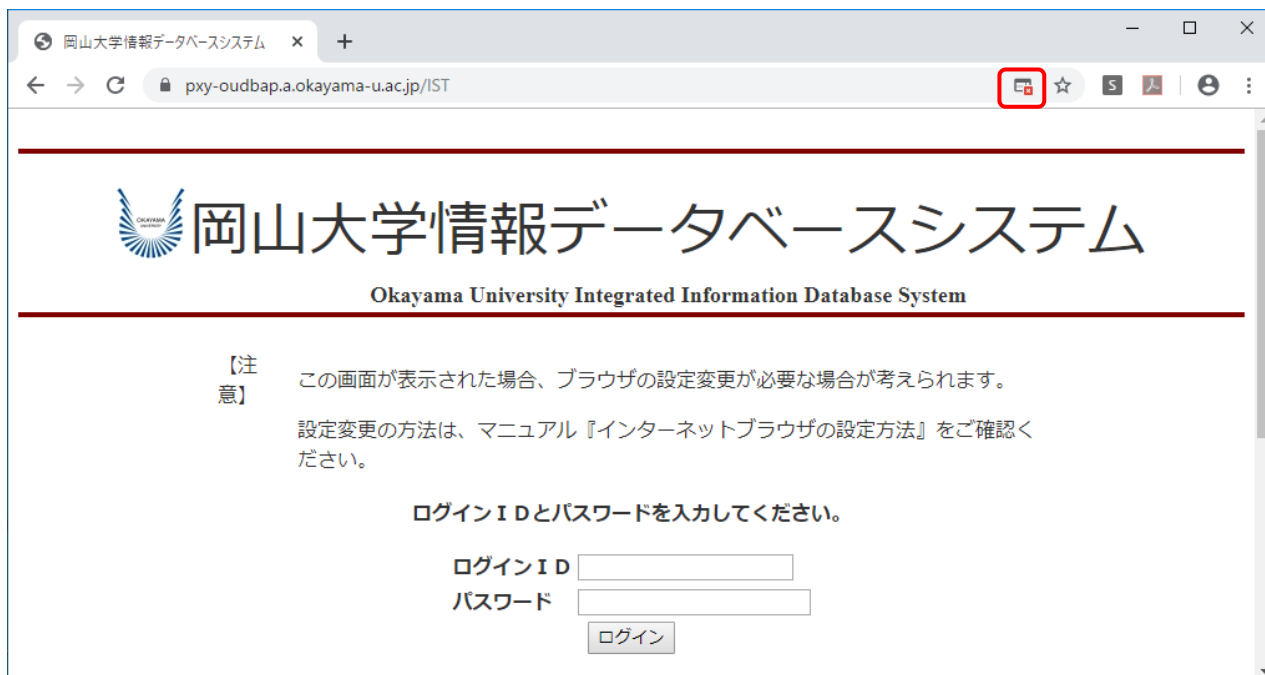 岡山大学情報データベースシステム
pxy-oudbap.a.okayama-u.ac.jp/IST
S
OKAYAMA
UNIVERSITY
岡山大学情報データベースシステム
Okayama University Integrated Information Database System
【注
意】
この画面が表示された場合、ブラウザの設定変更が必要な場合が考えられます。
設定変更の方法は、マニュアル『インターネットブラウザの設定方法』をご確認く
ださい。
ログインＩＤとパスワードを入力してください。
ログインＩＤ
パスワード
ログイン